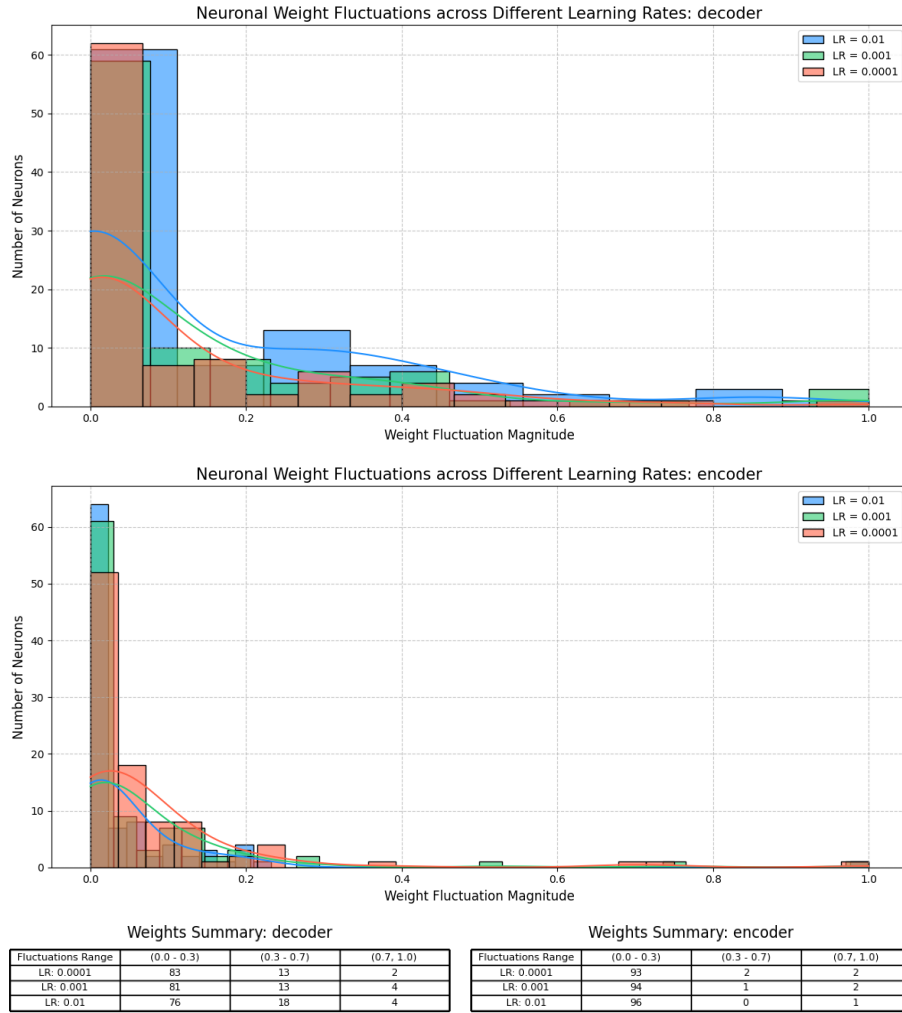 Neuronal Weight Fluctuations across Different Learning Rates: decoder
LR = 0.01
LR = 0.001
LR = 0.0001
Number of Neurons
60
50
40
30
20
10
0
0.0 0.2 0.4 0.6 0.8 1.0
Weight Fluctuation Magnitude
Neuronal Weight Fluctuations across Different Learning Rates: encoder
LR = 0.01
LR = 0.001
LR = 0.0001
Number of Neurons
60
50
40
30
20
10
0
0.0 0.2 0.4 0.6 0.8 1.0
Weight Fluctuation Magnitude
Weights Summary: decoder
Fluctuations Range (0.0 - 0.3) (0.3 - 0.7) (0.7, 1.0)
LR: 0.0001 83 13 2
LR: 0.001 81 13 4
LR: 0.01 76 18 4
Weights Summary: encoder
Fluctuations Range (0.0 - 0.3) (0.3 - 0.7) (0.7, 1.0)
LR: 0.0001 93 2 2
LR: 0.001 94 1 2
LR: 0.01 96 0 1